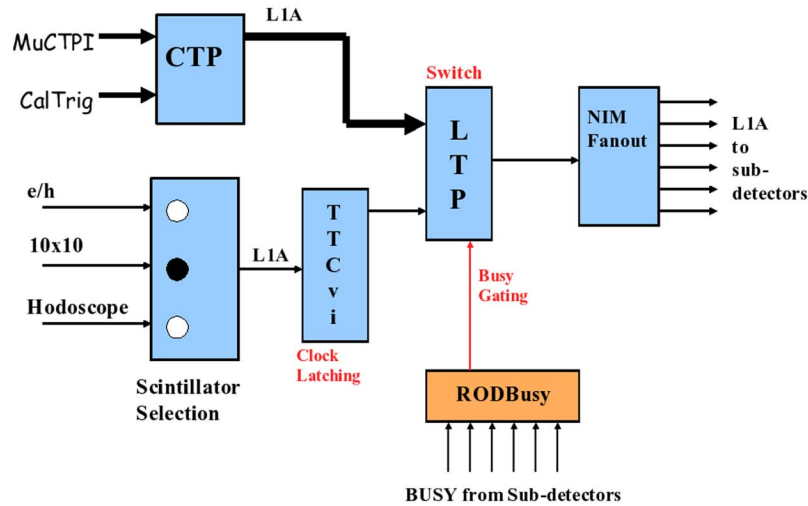 L1A
MuCTPI
CTP
CalTrig
Switch
L
T
P
NIM
Fanout
L1A
to
sub-
detectors
e/h
10x10
Hodoscope
L1A
T
T
C
v
i
Busy
Gating
Clock
Latching
Scintillator
Selection
RODBusy
BUSY from Sub-detectors